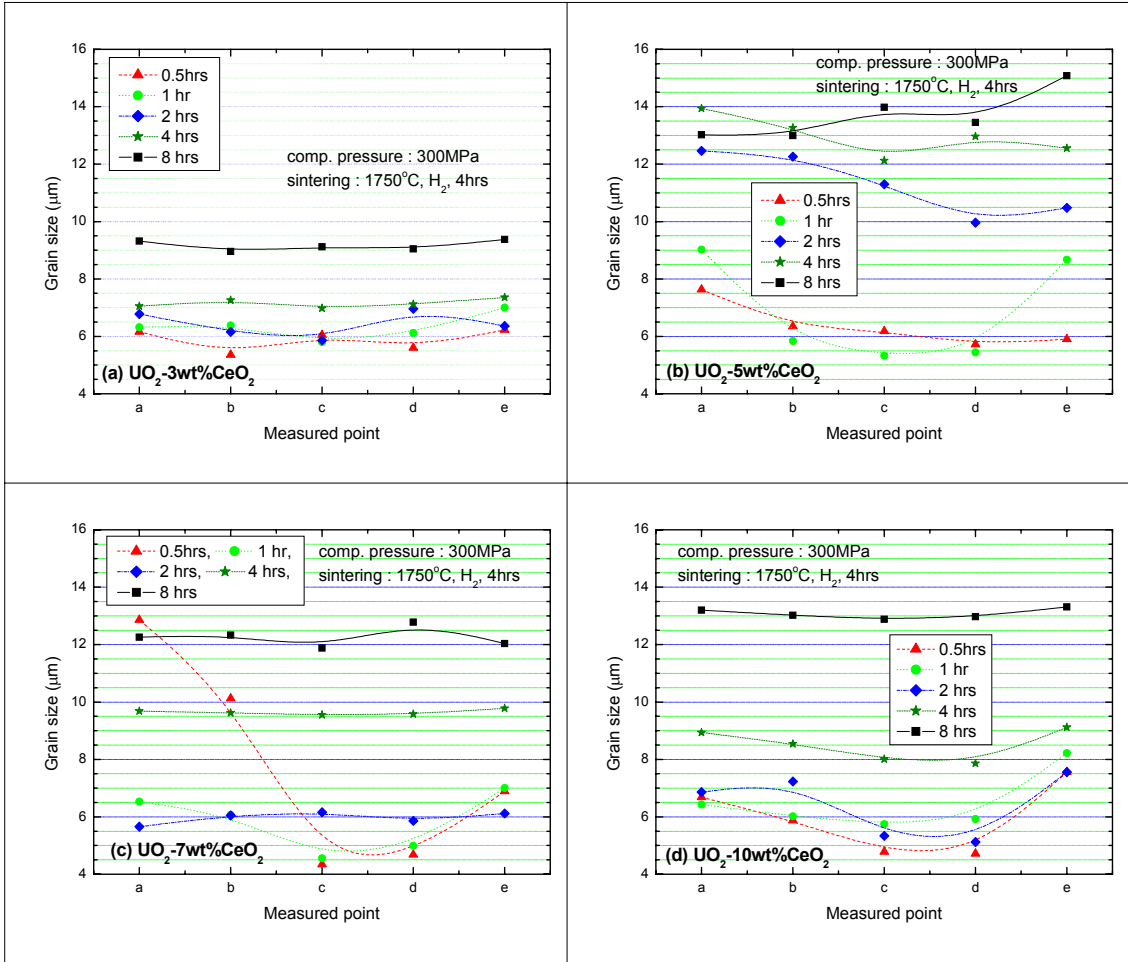 16
14
12
10
8
6
4
Grain size (μm)
0.5hrs
1 hr
2 hrs
4 hrs
8 hrs
comp. pressure : 300MPa
sintering : 1750°C, H₂, 4hrs
(a) UO₂-3wt%CeO₂
a b c d e
Measured point
16
14
12
10
8
6
4
Grain size (μm)
comp. pressure : 300MPa
sintering : 1750°C, H₂, 4hrs
0.5hrs
1 hr
2 hrs
4 hrs
8 hrs
(b) UO₂-5wt%CeO₂
a b c d e
Measured point
16
14
12
10
8
6
4
Grain size (μm)
0.5hrs, 1 hr,
2 hrs, 4 hrs,
8 hrs
comp. pressure : 300MPa
sintering : 1750°C, H₂, 4hrs
(c) UO₂-7wt%CeO₂
a b c d e
Measured point
16
14
12
10
8
6
4
Grain size (μm)
comp. pressure : 300MPa
sintering : 1750°C, H₂, 4hrs
0.5hrs
1 hr
2 hrs
4 hrs
8 hrs
(d) UO₂-10wt%CeO₂
a b c d e
Measured point